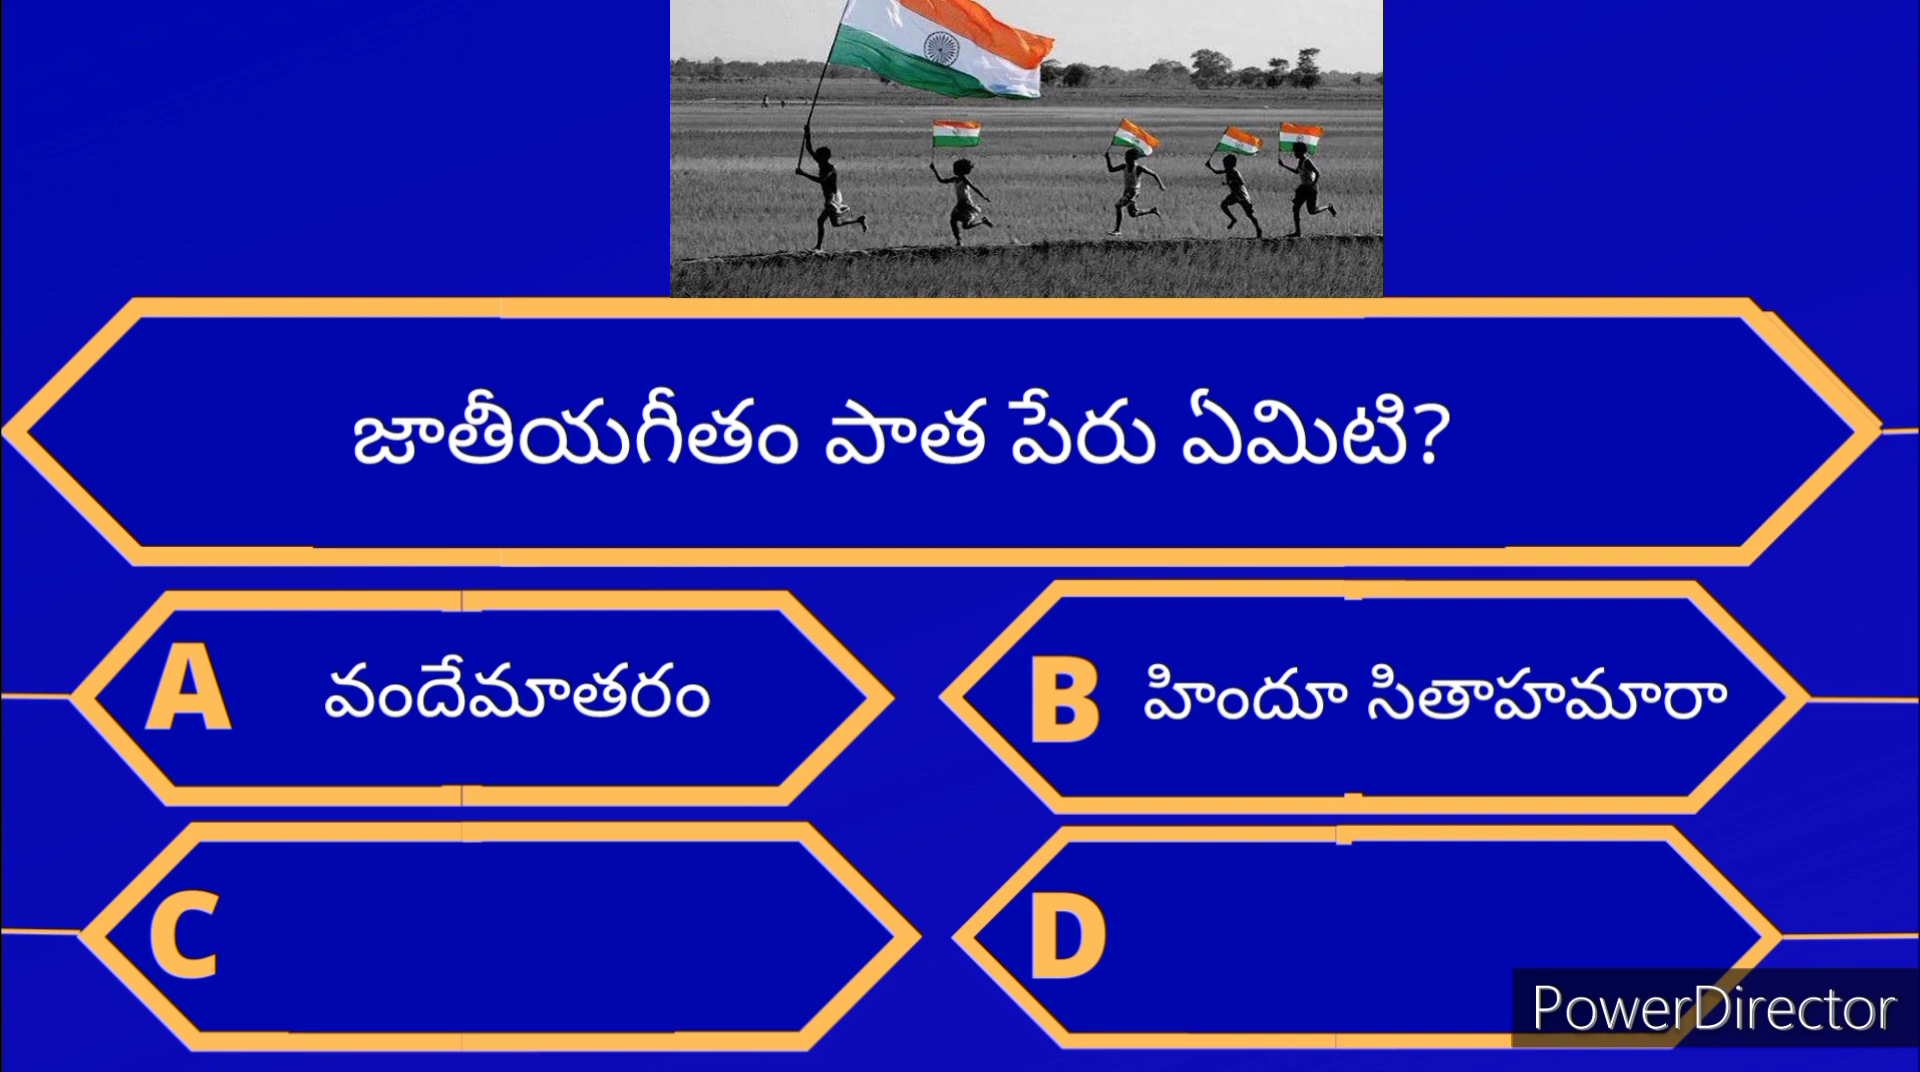 జాతీయగీతం పాత పేరు ఏమిటి?
A వందేమాతరం
B హిందూ సితాహమారా
C
D
PowerDirector